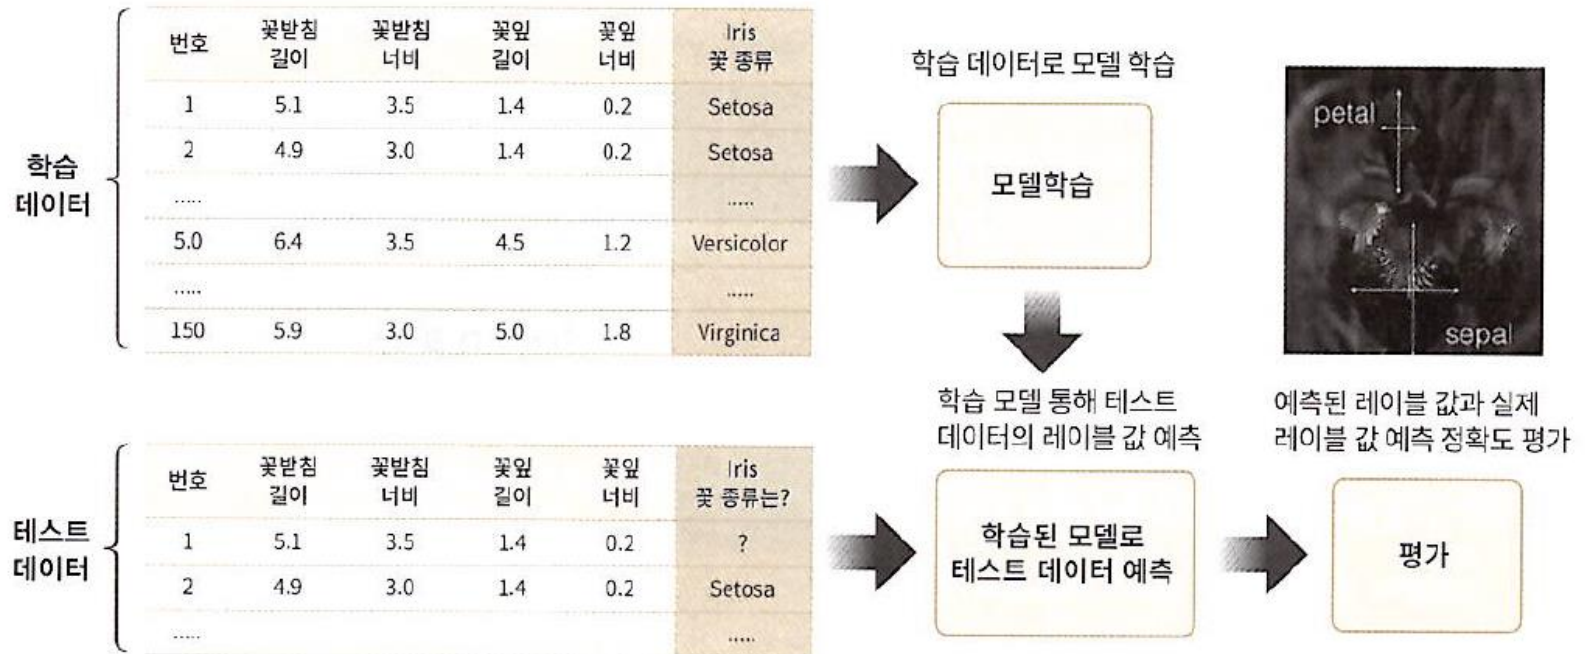 학습
데이터
번호 꽃받침 길이 꽃받침 너비 꽃잎 길이 꽃잎 너비 Iris 꽃 종류
1 5.1 3.5 1.4 0.2 Setosa
2 4.9 3.0 1.4 0.2 Setosa
..... .....
5.0 6.4 3.5 4.5 1.2 Versicolor
..... .....
150 5.9 3.0 5.0 1.8 Virginica
학습 데이터로 모델 학습
모델학습
petal
sepal
테스트
데이터
번호 꽃받침 길이 꽃받침 너비 꽃잎 길이 꽃잎 너비 Iris 꽃 종류는?
1 5.1 3.5 1.4 0.2 ?
2 4.9 3.0 1.4 0.2 Setosa
..... .....
학습 모델 통해 테스트
데이터의 레이블 값 예측
학습된 모델로
테스트 데이터 예측
예측된 레이블 값과 실제
레이블 값 예측 정확도 평가
평가